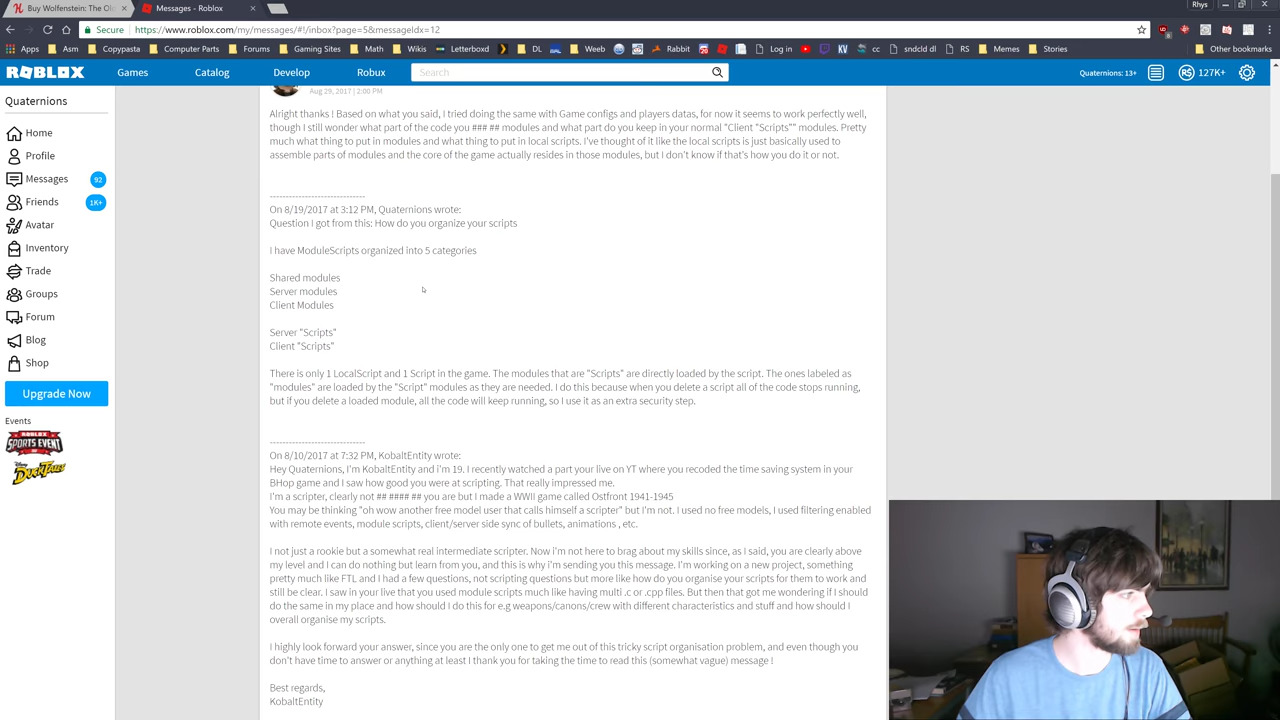 Buy Wolfenstein: The Ol
Messages - Roblox
Rhys
Secure
https://www.roblox.com/my/messages/#!/inbox?page=5&messageIdx=12
Apps
Asm
Copypasta
Computer Parts
Forums
Gaming Sites
Math
Wikis
Letterboxd
DL
Weeb
Rabbit
Log in
KV
cc
sndcld dl
RS
Memes
Stories
Other bookmarks
ROBLOX
Games
Catalog
Develop
Robux
Search
Quaternions: 13+
R$
127K+
Quaternions
Home
Profile
Messages
92
Friends
1K+
Avatar
Inventory
Trade
Groups
Forum
Blog
Shop
Upgrade Now
Events
ROBLOX
SPORTS EVENT
DUCKTALES
Aug 29, 2017 | 2:00 PM
Alright thanks ! Based on what you said, I tried doing the same with Game configs and players datas, for now it seems to work perfectly well,
though I still wonder what part of the code you ### ## modules and what part do you keep in your normal "Client "Scripts"" modules. Pretty
much what thing to put in modules and what thing to put in local scripts. I've thought of it like the local scripts is just basically used to
assemble parts of modules and the core of the game actually resides in those modules, but I don't know if that's how you do it or not.
------------------------------
On 8/19/2017 at 3:12 PM, Quaternions wrote:
Question I got from this: How do you organize your scripts
I have ModuleScripts organized into 5 categories
Shared modules
Server modules
Client Modules
Server "Scripts"
Client "Scripts"
There is only 1 LocalScript and 1 Script in the game. The modules that are "Scripts" are directly loaded by the script. The ones labeled as
"modules" are loaded by the "Script" modules as they are needed. I do this because when you delete a script all of the code stops running,
but if you delete a loaded module, all the code will keep running, so I use it as an extra security step.
------------------------------
On 8/10/2017 at 7:32 PM, KobaltEntity wrote:
Hey Quaternions, I'm KobaltEntity and i'm 19. I recently watched a part your live on YT where you recoded the time saving system in your
BHop game and I saw how good you were at scripting. That really impressed me.
I'm a scripter, clearly not ## #### ## you are but I made a WWII game called Ostfront 1941-1945
You may be thinking "oh wow another free model user that calls himself a scripter" but I'm not. I used no free models, I used filtering enabled
with remote events, module scripts, client/server side sync of bullets, animations , etc.
I not just a rookie but a somewhat real intermediate scripter. Now i'm not here to brag about my skills since, as I said, you are clearly above
my level and I can do nothing but learn from you, and this is why i'm sending you this message. I'm working on a new project, something
pretty much like FTL and I had a few questions, not scripting questions but more like how do you organise your scripts for them to work and
still be clear. I saw in your live that you used module scripts much like having multi .c or .cpp files. But then that got me wondering if I should
do the same in my place and how should I do this for e.g weapons/canons/crew with different characteristics and stuff and how should I
overall organise my scripts.
I highly look forward your answer, since you are the only one to get me out of this tricky script organisation problem, and even though you
don't have time to answer or anything at least I thank you for taking the time to read this (somewhat vague) message !
Best regards,
KobaltEntity